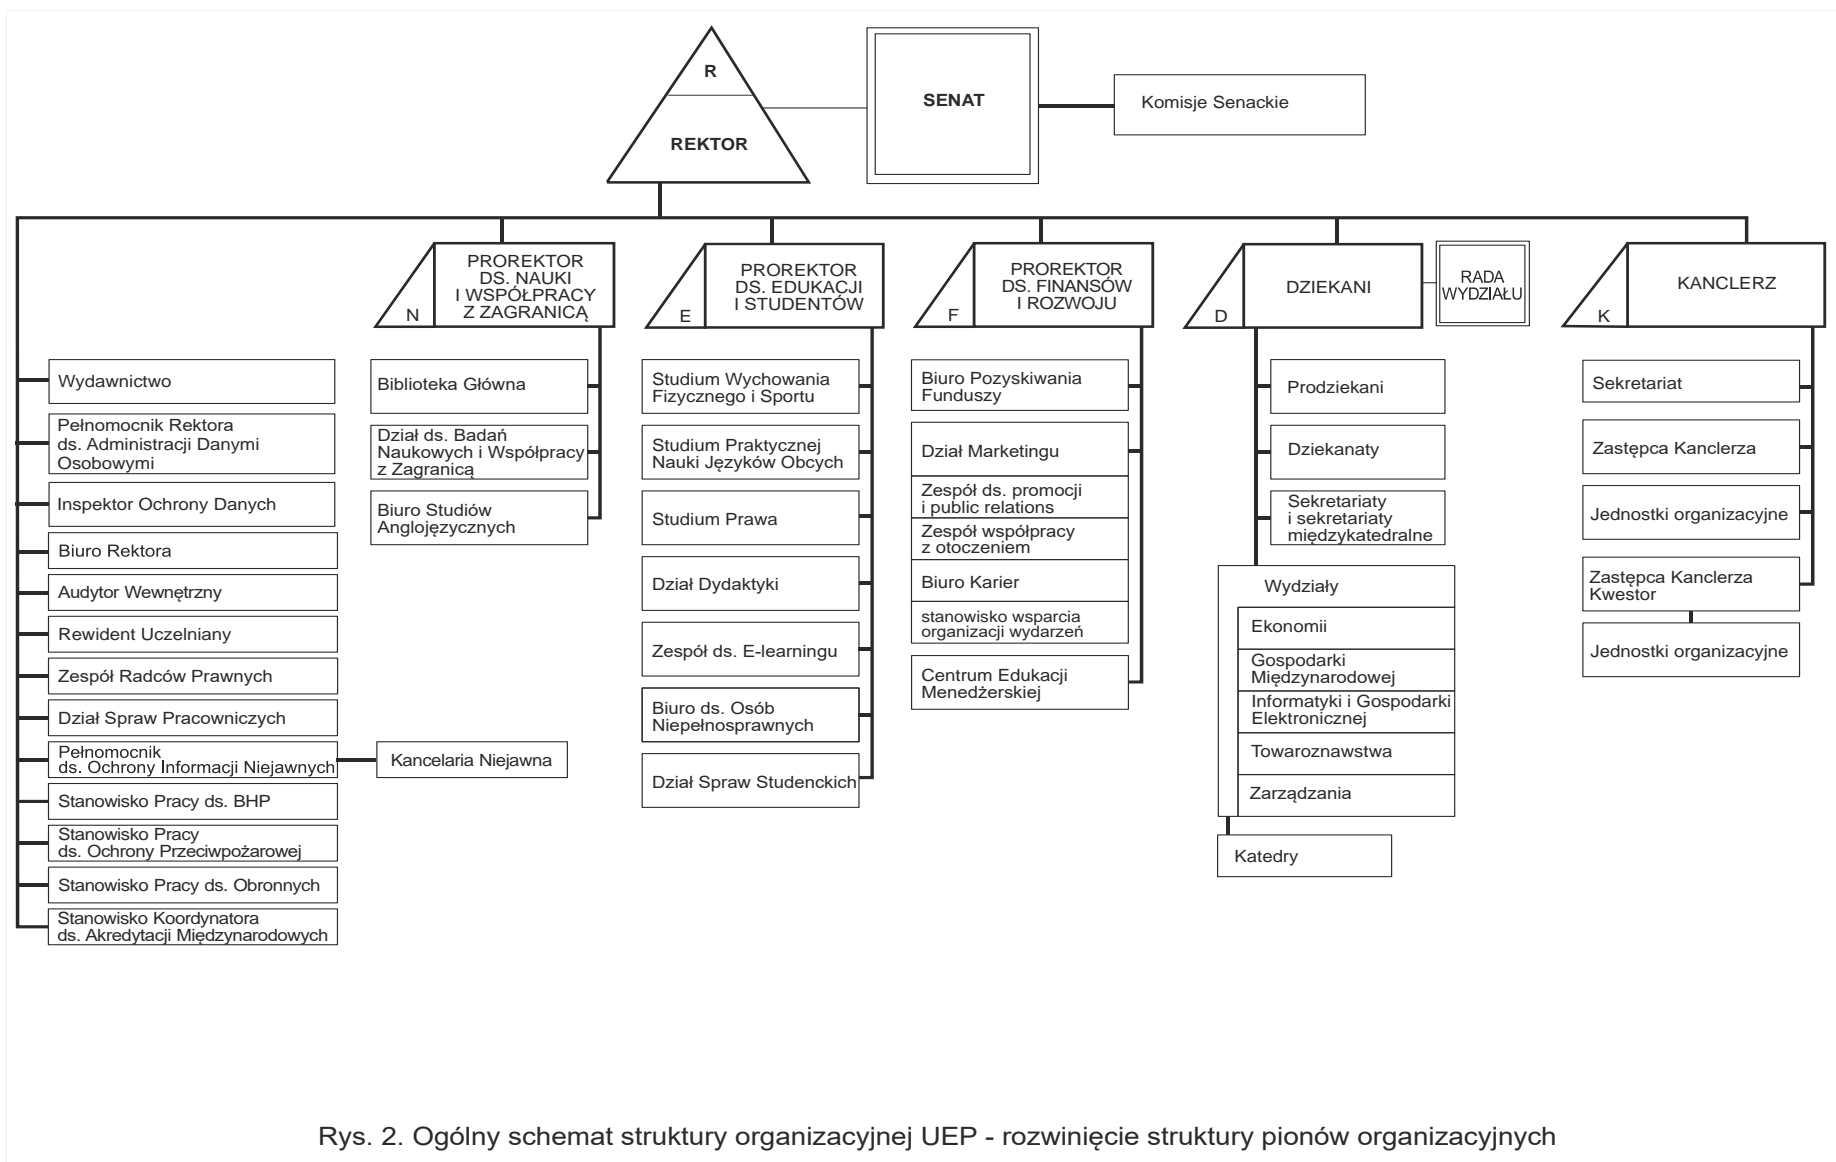 R
REKTOR
SENAT
Komisje Senackie
N
PROREKTOR
DS. NAUKI
I WSPÓŁPRACY
Z ZAGRANICĄ
E
PROREKTOR
DS. EDUKACJI
I STUDENTÓW
F
PROREKTOR
DS. FINANSÓW
I ROZWOJU
D
DZIEKANI
RADA
WYDZIAŁU
K
KANCLERZ
Wydawnictwo
Pełnomocnik Rektora
ds. Administracji Danymi
Osobowymi
Inspektor Ochrony Danych
Biuro Rektora
Audytor Wewnętrzny
Rewident Uczelniany
Zespół Radców Prawnych
Dział Spraw Pracowniczych
Pełnomocnik
ds. Ochrony Informacji Niejawnych
Kancelaria Niejawna
Stanowisko Pracy ds. BHP
Stanowisko Pracy
ds. Ochrony Przeciwpożarowej
Stanowisko Pracy ds. Obronnych
Stanowisko Koordynatora
ds. Akredytacji Międzynarodowych
Biblioteka Główna
Dział ds. Badań
Naukowych i Współpracy
z Zagranicą
Biuro Studiów
Anglojęzycznych
Studium Wychowania
Fizycznego i Sportu
Studium Praktycznej
Nauki Języków Obcych
Studium Prawa
Dział Dydaktyki
Zespół ds. E-learningu
Biuro ds. Osób
Niepełnosprawnych
Dział Spraw Studenckich
Biuro Pozyskiwania
Funduszy
Dział Marketingu
Zespół ds. promocji
i public relations
Zespół współpracy
z otoczeniem
Biuro Karier
stanowisko wsparcia
organizacji wydarzeń
Centrum Edukacji
Menedżerskiej
Prodziekani
Dziekanaty
Sekretariaty
i sekretariaty
międzykatedralne
Wydziały
Ekonomii
Gospodarki
Międzynarodowej
Informatyki i Gospodarki
Elektronicznej
Towaroznawstwa
Zarządzania
Katedry
Sekretariat
Zastępca Kanclerza
Jednostki organizacyjne
Zastępca Kanclerza
Kwestor
Jednostki organizacyjne
Rys. 2. Ogólny schemat struktury organizacyjnej UEP - rozwinięcie struktury pionów organizacyjnych